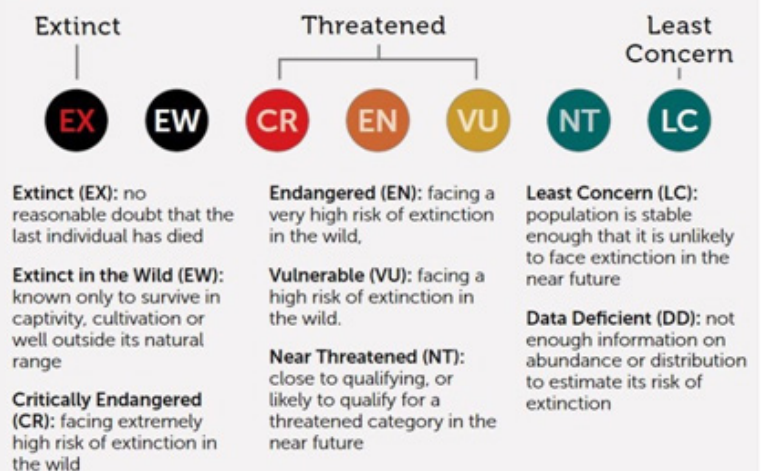 Extinct
Threatened
Least
Concern
EX
EW
CR
EN
VU
NT
LC
Extinct (EX): no
reasonable doubt that the
last individual has died
Extinct in the Wild (EW):
known only to survive in
captivity, cultivation or
well outside its natural
range
Critically Endangered
(CR): facing extremely
high risk of extinction in
the wild
Endangered (EN): facing a
very high risk of extinction
in the wild,
Vulnerable (VU): facing a
high risk of extinction in
the wild.
Near Threatened (NT):
close to qualifying, or
likely to qualify for a
threatened category in the
near future
Least Concern (LC):
population is stable
enough that it is unlikely
to face extinction in the
near future
Data Deficient (DD): not
enough information on
abundance or distribution
to estimate its risk of
extinction